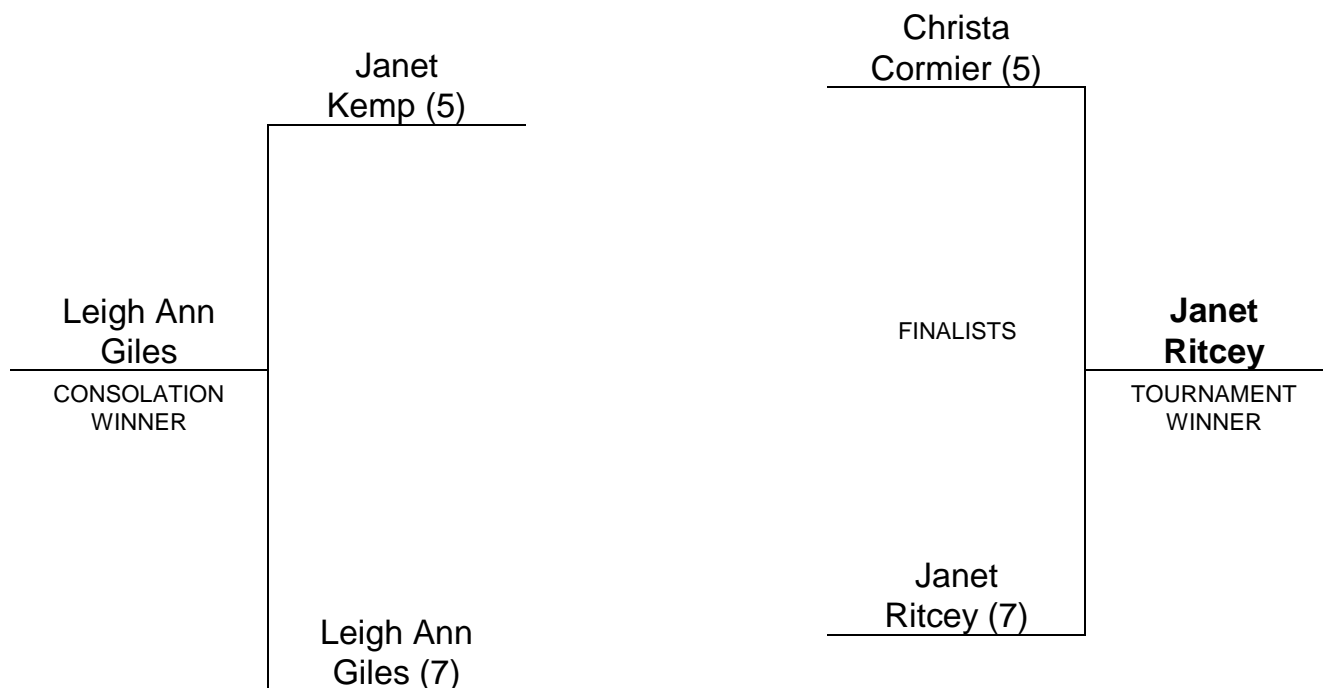 Christa
Cormier (5)
Janet
Kemp (5)
Leigh Ann
Giles
CONSOLATION
WINNER
FINALISTS
Janet
Ritcey
TOURNAMENT
WINNER
Janet
Ritcey (7)
Leigh Ann
Giles (7)